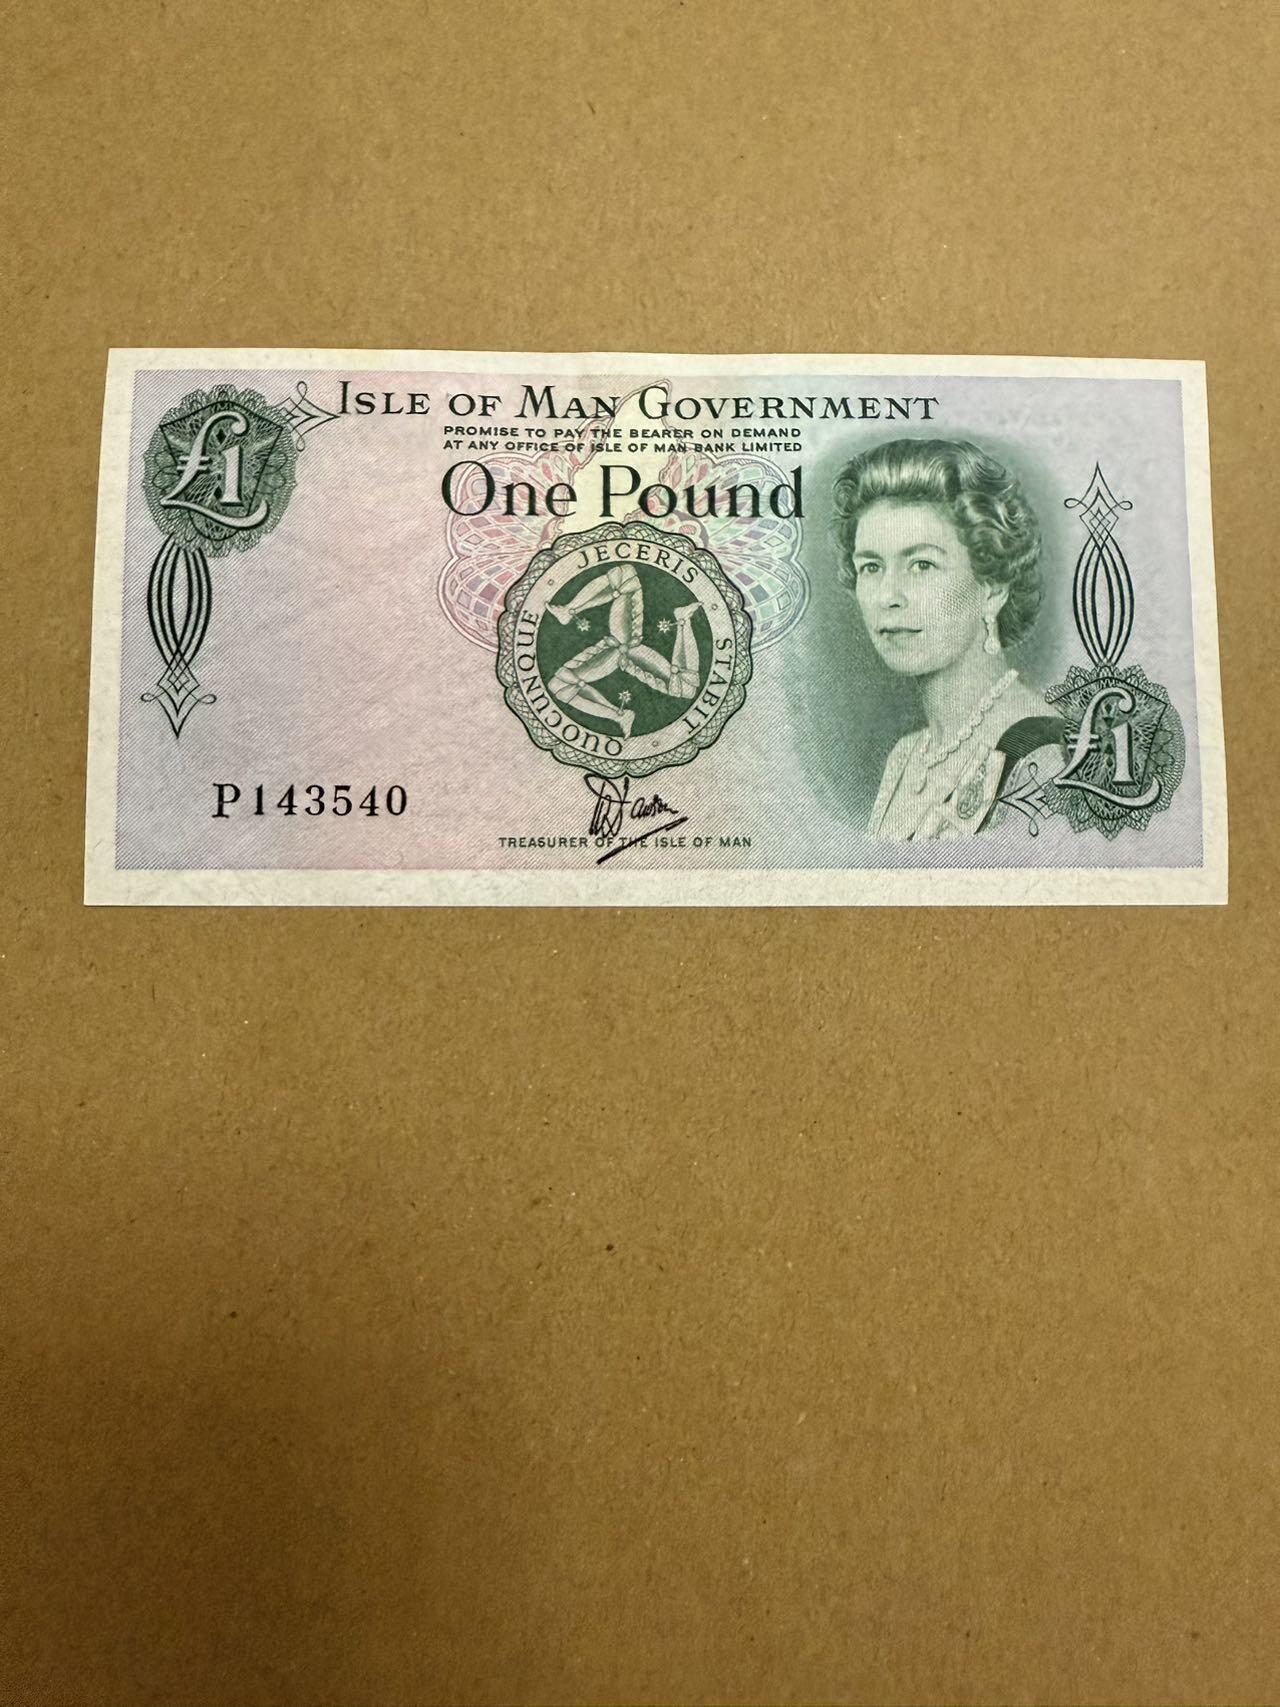 £1
ISLE OF MAN GOVERNMENT
PROMISE TO PAY THE BEARER ON DEMAND
AT ANY OFFICE OF ISLE OF MAN BANK LIMITED
One Pound
QUOCUNQUE · JECERIS · STABIT ·
£1
P143540
TREASURER OF THE ISLE OF MAN